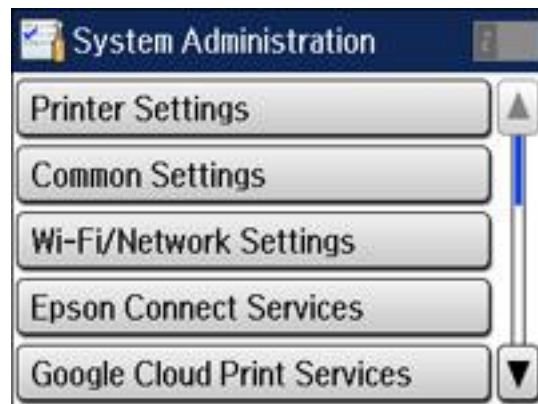 System Administration
Printer Settings
Common Settings
Wi-Fi/Network Settings
Epson Connect Services
Google Cloud Print Services